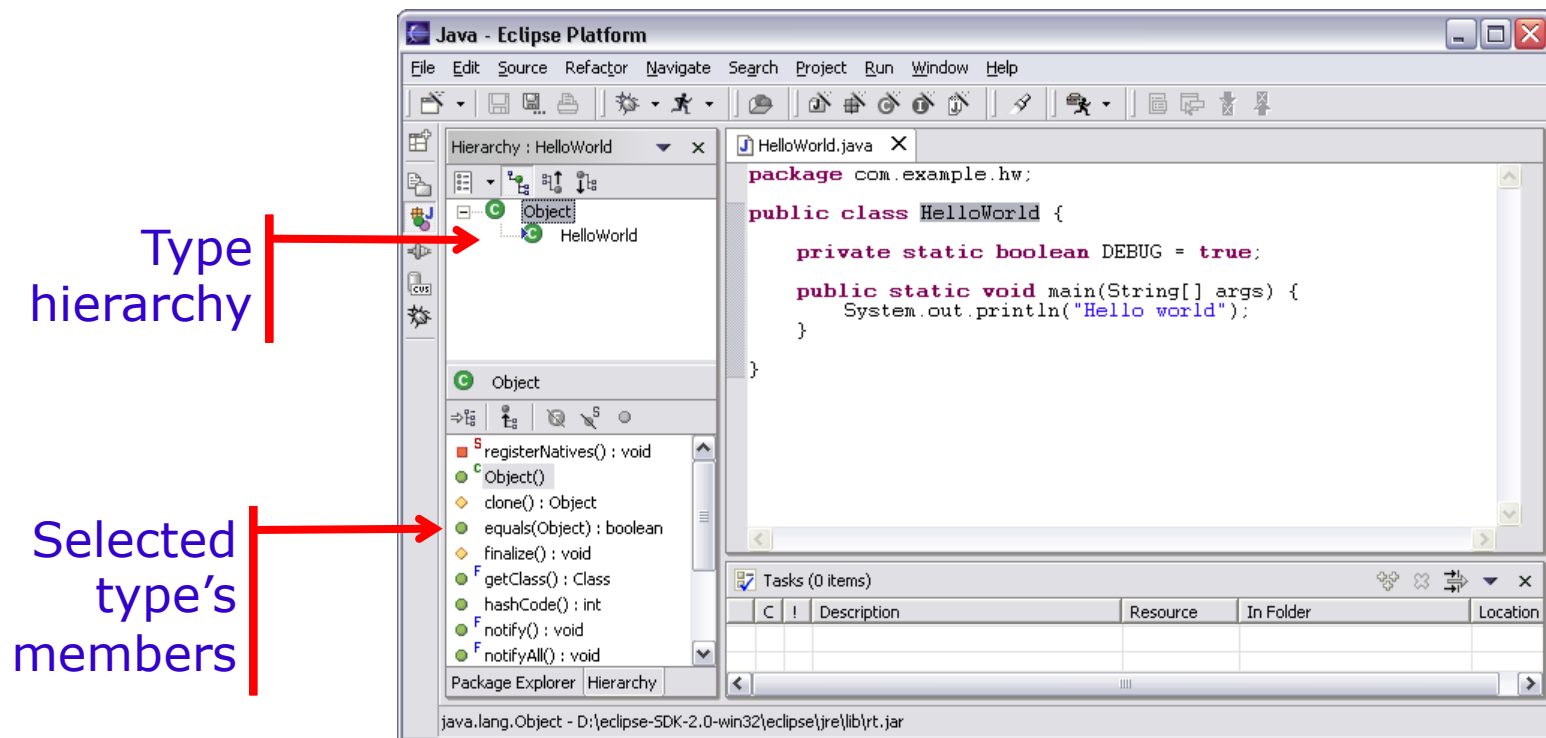 Java - Eclipse Platform
File Edit Source Refactor Navigate Search Project Run Window Help
Hierarchy : HelloWorld
Object
HelloWorld
Object
registerNatives() : void
Object()
clone() : Object
equals(Object) : boolean
finalize() : void
getClass() : Class
hashCode() : int
notify() : void
notifyAll() : void
Package Explorer Hierarchy
HelloWorld.java
package com.example.hw;
public class HelloWorld {
private static boolean DEBUG = true;
public static void main(String[] args) {
System.out.println("Hello world");
}
}
Tasks (0 items)
C ! Description Resource In Folder Location
java.lang.Object - D:\eclipse-SDK-2.0-win32\eclipse\jre\lib\rt.jar
Type
hierarchy
Selected
type’s
members
CVS